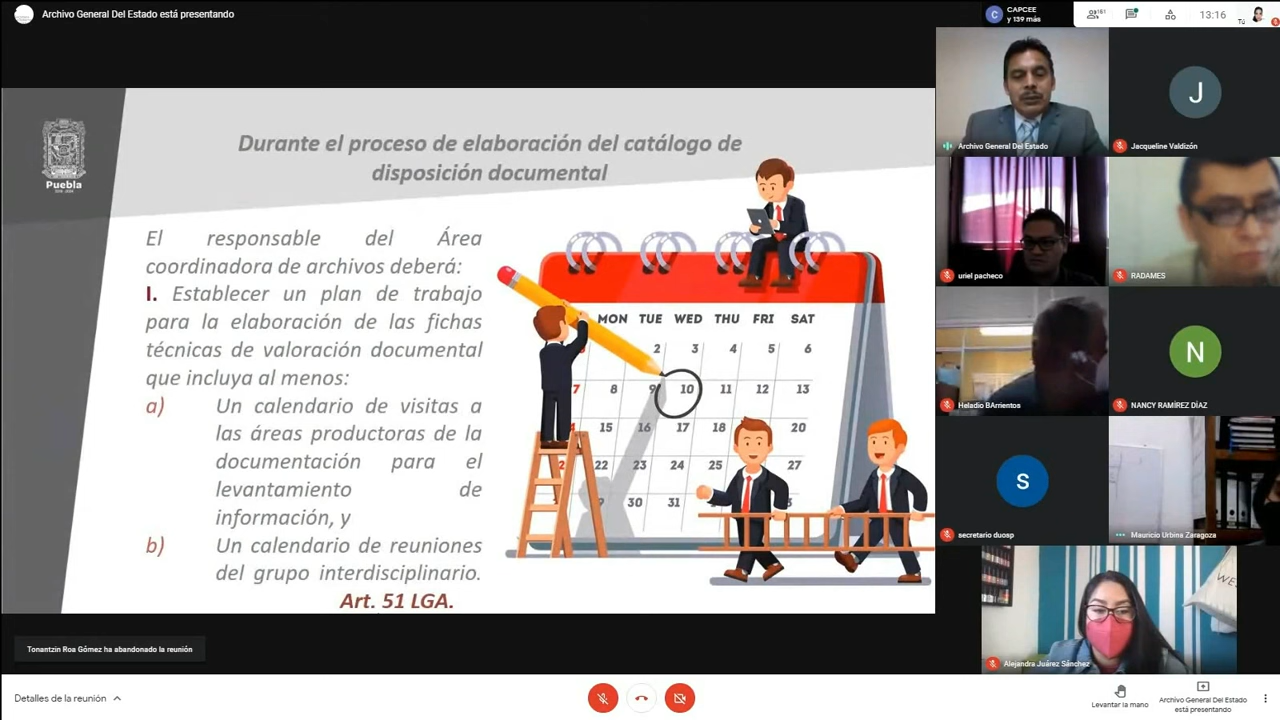 Archivo General Del Estado está presentando
C
CAPCEE
y 139 más
151
13:16
Tú
Puebla
Durante el proceso de elaboración del catálogo de
disposición documental
El responsable del Área
coordinadora de archivos deberá:
I. Establecer un plan de trabajo
para la elaboración de las fichas
técnicas de valoración documental
que incluya al menos:
a) Un calendario de visitas a
las áreas productoras de la
documentación para el
levantamiento de
información, y
b) Un calendario de reuniones
del grupo interdisciplinario.
Art. 51 LGA.
MON TUE WED THU FRI SAT
2 3 4 5 6
7 8 9 10 11 12 13
15 16 17 18 20
22 23 24 25 27
30 31
Archivo General Del Estado
J
Jacqueline Valdizón
uriel pacheco
RADAMES
Heladio BArrientos
N
NANCY RAMÍREZ DÍAZ
S
secretario duosp
Mauricio Urbina Zaragoza
WE
Alejandra Juárez Sánchez
Tonantzin Roa Gómez ha abandonado la reunión
Detalles de la reunión
Levantar la mano
Archivo General Del Estado
está presentando